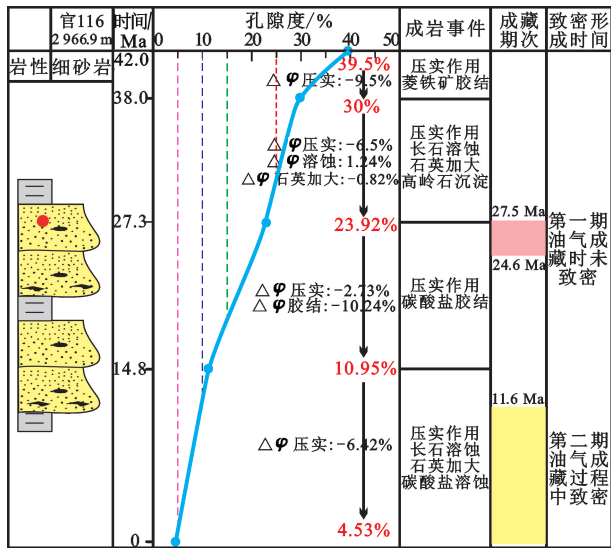 官116
2 966.9 m
时间/
Ma
孔隙度/%
成岩事件
成藏
期次
致密形
成时间
岩性
细砂岩
0
10
20
30
40
50
42.0
38.0
27.3
14.8
0
39.5%
△φ 压实:−9.5%
30%
△φ 压实:−6.5%
△φ 溶蚀:1.24%
△φ 石英加大:−0.82%
23.92%
△φ 压实:−2.73%
△φ胶结:−10.24%
10.95%
△φ 压实:−6.42%
4.53%
压实作用
菱铁矿胶结
压实作用
长石溶蚀
石英加大
高岭石沉淀
压实作用
碳酸盐胶结
压实作用
长石溶蚀
石英加大
碳酸盐溶蚀
27.5 Ma
24.6 Ma
11.6 Ma
第一期
油气成
藏时未
致密
第二期
油气成
藏过程
中致密